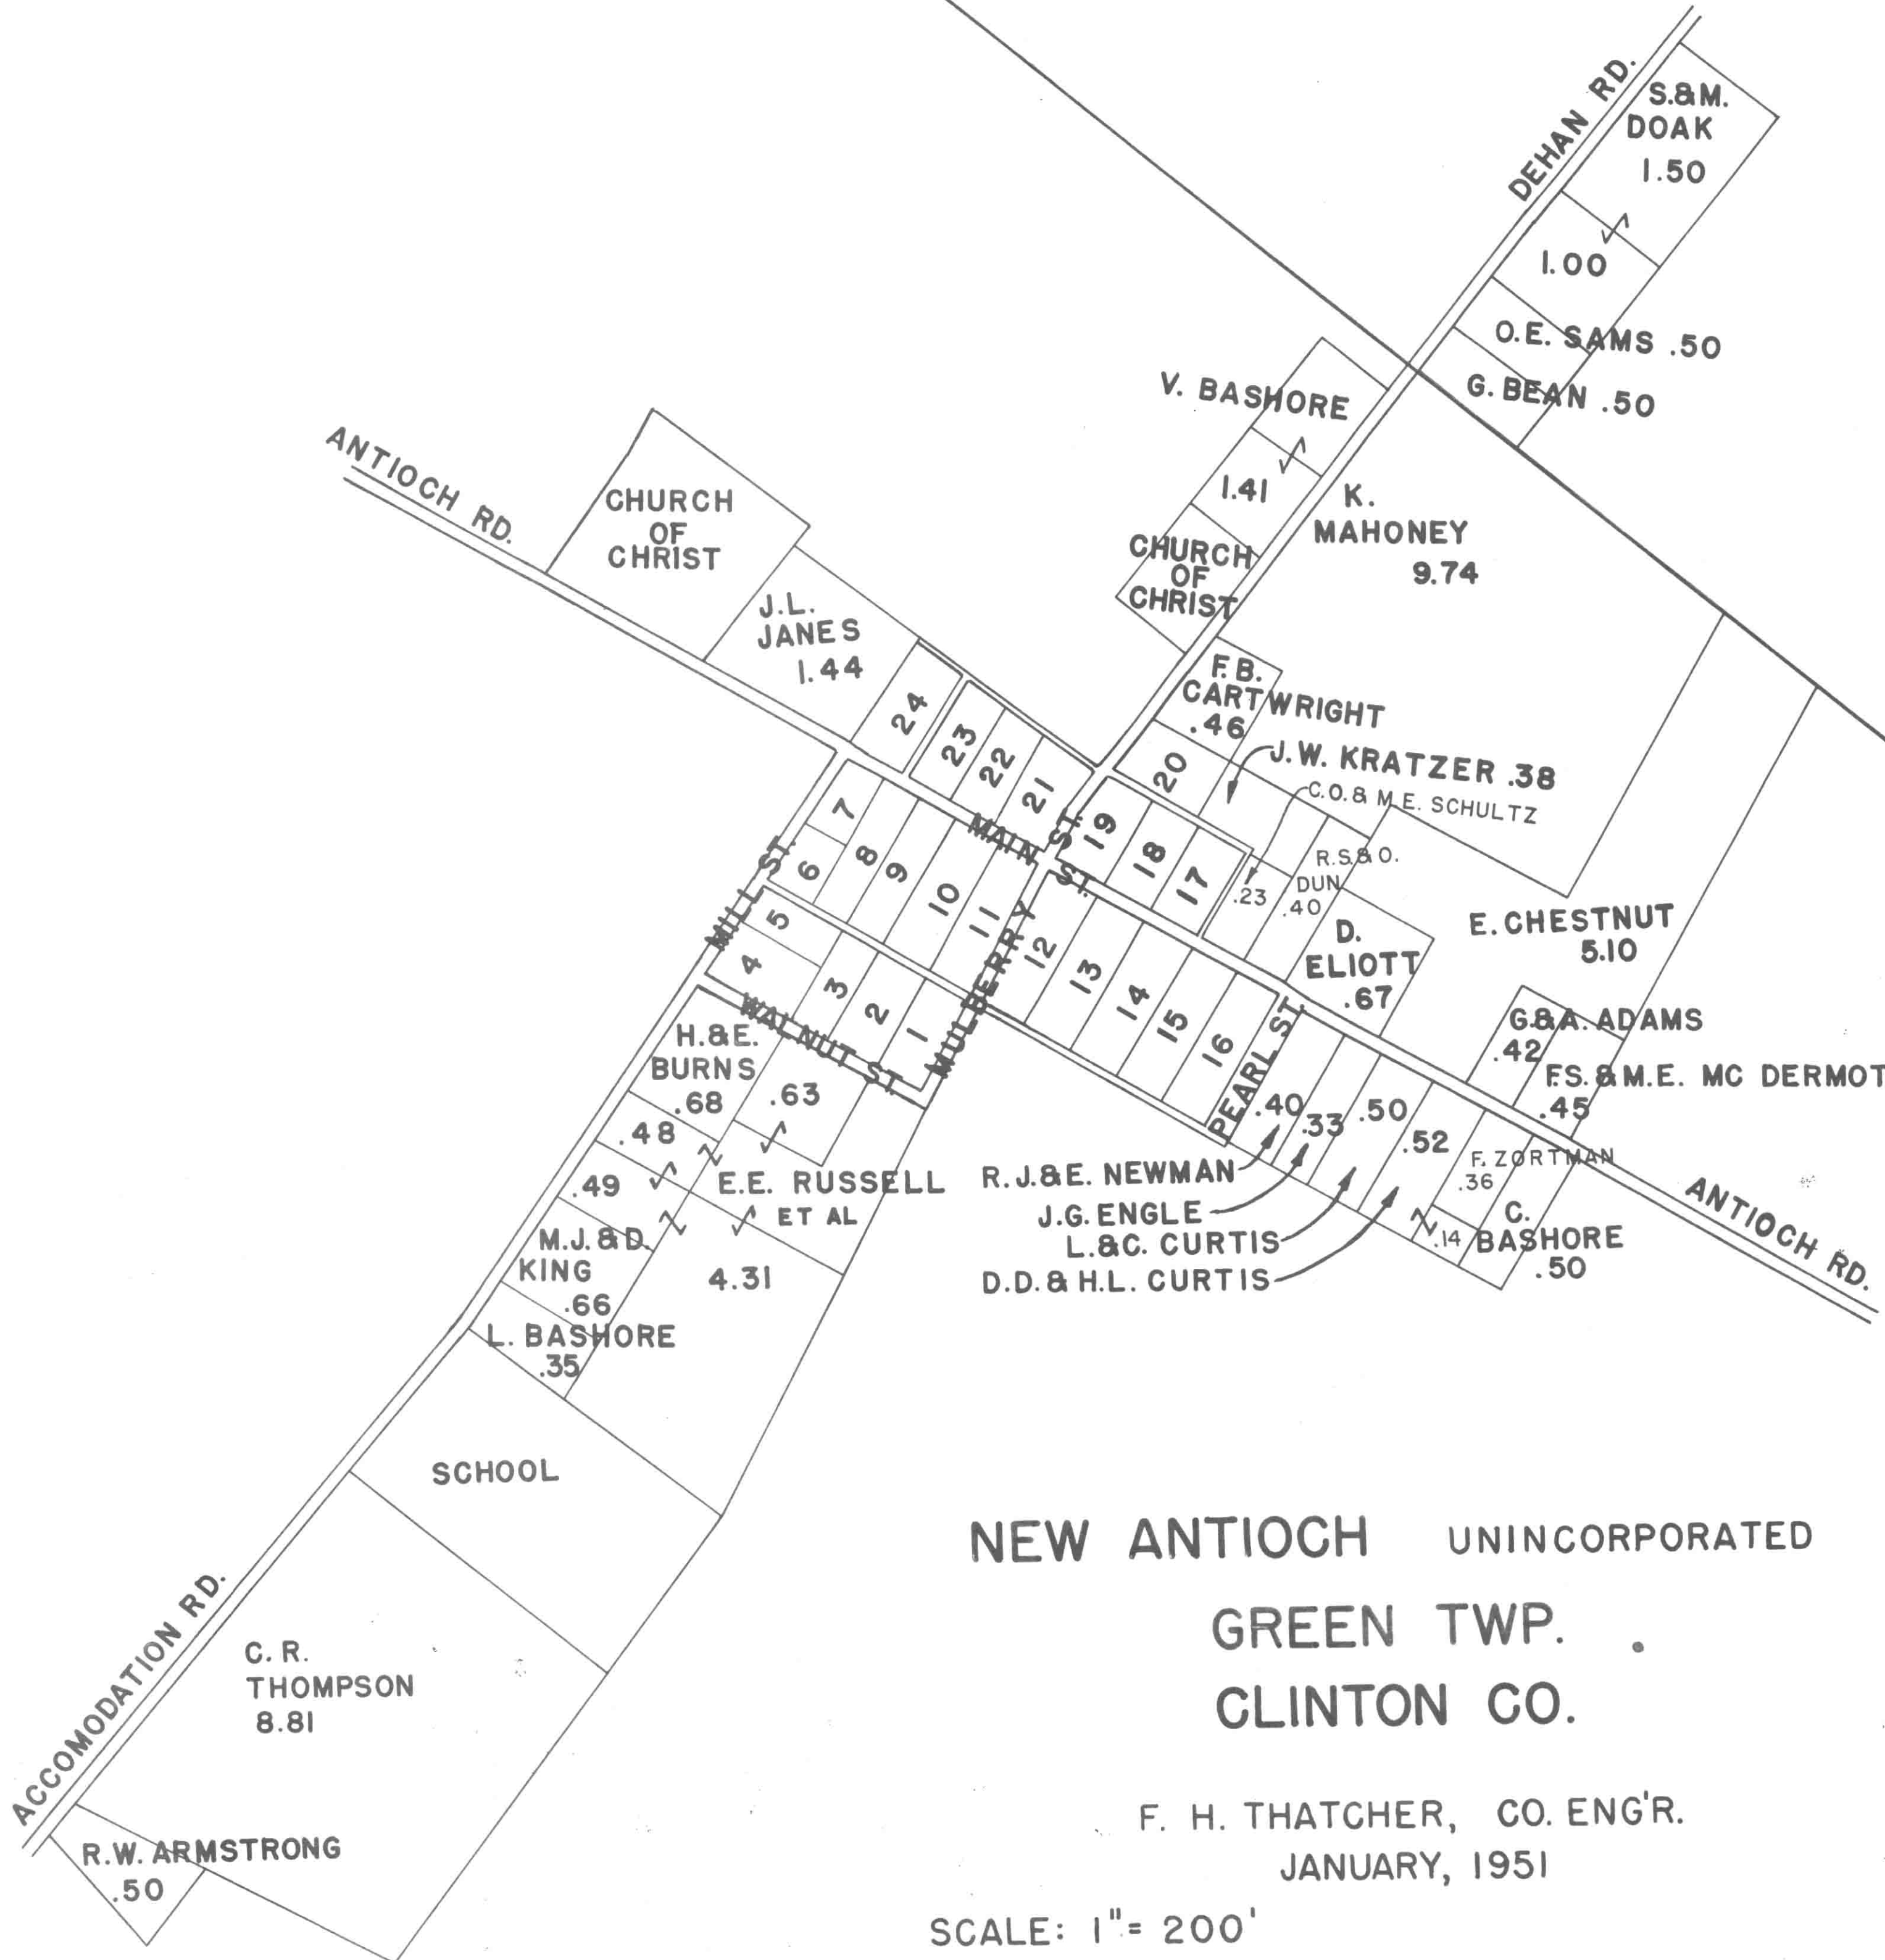 DEHAN RD.
S.&M.
DOAK
1.50
1.00
O.E. SAMS .50
G. BEAN .50
V. BASHORE
1.41
K.
MAHONEY
9.74
CHURCH
OF
CHRIST
ANTIOCH RD.
CHURCH
OF
CHRIST
J.L.
JANES
1.44
24
23
22
21
F.B.
CARTWRIGHT
.46
20
J.W. KRATZER .38
C.O.& M.E. SCHULTZ
19
18
17
.23
R.S.& O.
DUN
.40
D.
ELIOTT
.67
E. CHESTNUT
5.10
G.&A. ADAMS
.42
F.S. & M.E. MC DERMOT
.45
MAIN ST.
MILL ST.
7
6
8
9
10
11
5
4
3
2
1
WALNUT ST.
MULBERRY ST.
12
13
14
15
16
PEARL ST
.40
.33
.50
.52
F. ZORTMAN
.36
.14
C.
BASHORE
.50
ANTIOCH RD.
R.J.&E. NEWMAN
J.G. ENGLE
L.&C. CURTIS
D.D.& H.L. CURTIS
H.&E.
BURNS
.68
.63
.48
.49
E.E. RUSSELL
ET AL
4.31
M.J.&D.
KING
.66
L. BASHORE
.35
SCHOOL
ACCOMODATION RD.
C. R.
THOMPSON
8.81
R.W. ARMSTRONG
.50
NEW ANTIOCH UNINCORPORATED
GREEN TWP.
CLINTON CO.
F. H. THATCHER, CO. ENG'R.
JANUARY, 1951
SCALE: 1"= 200'